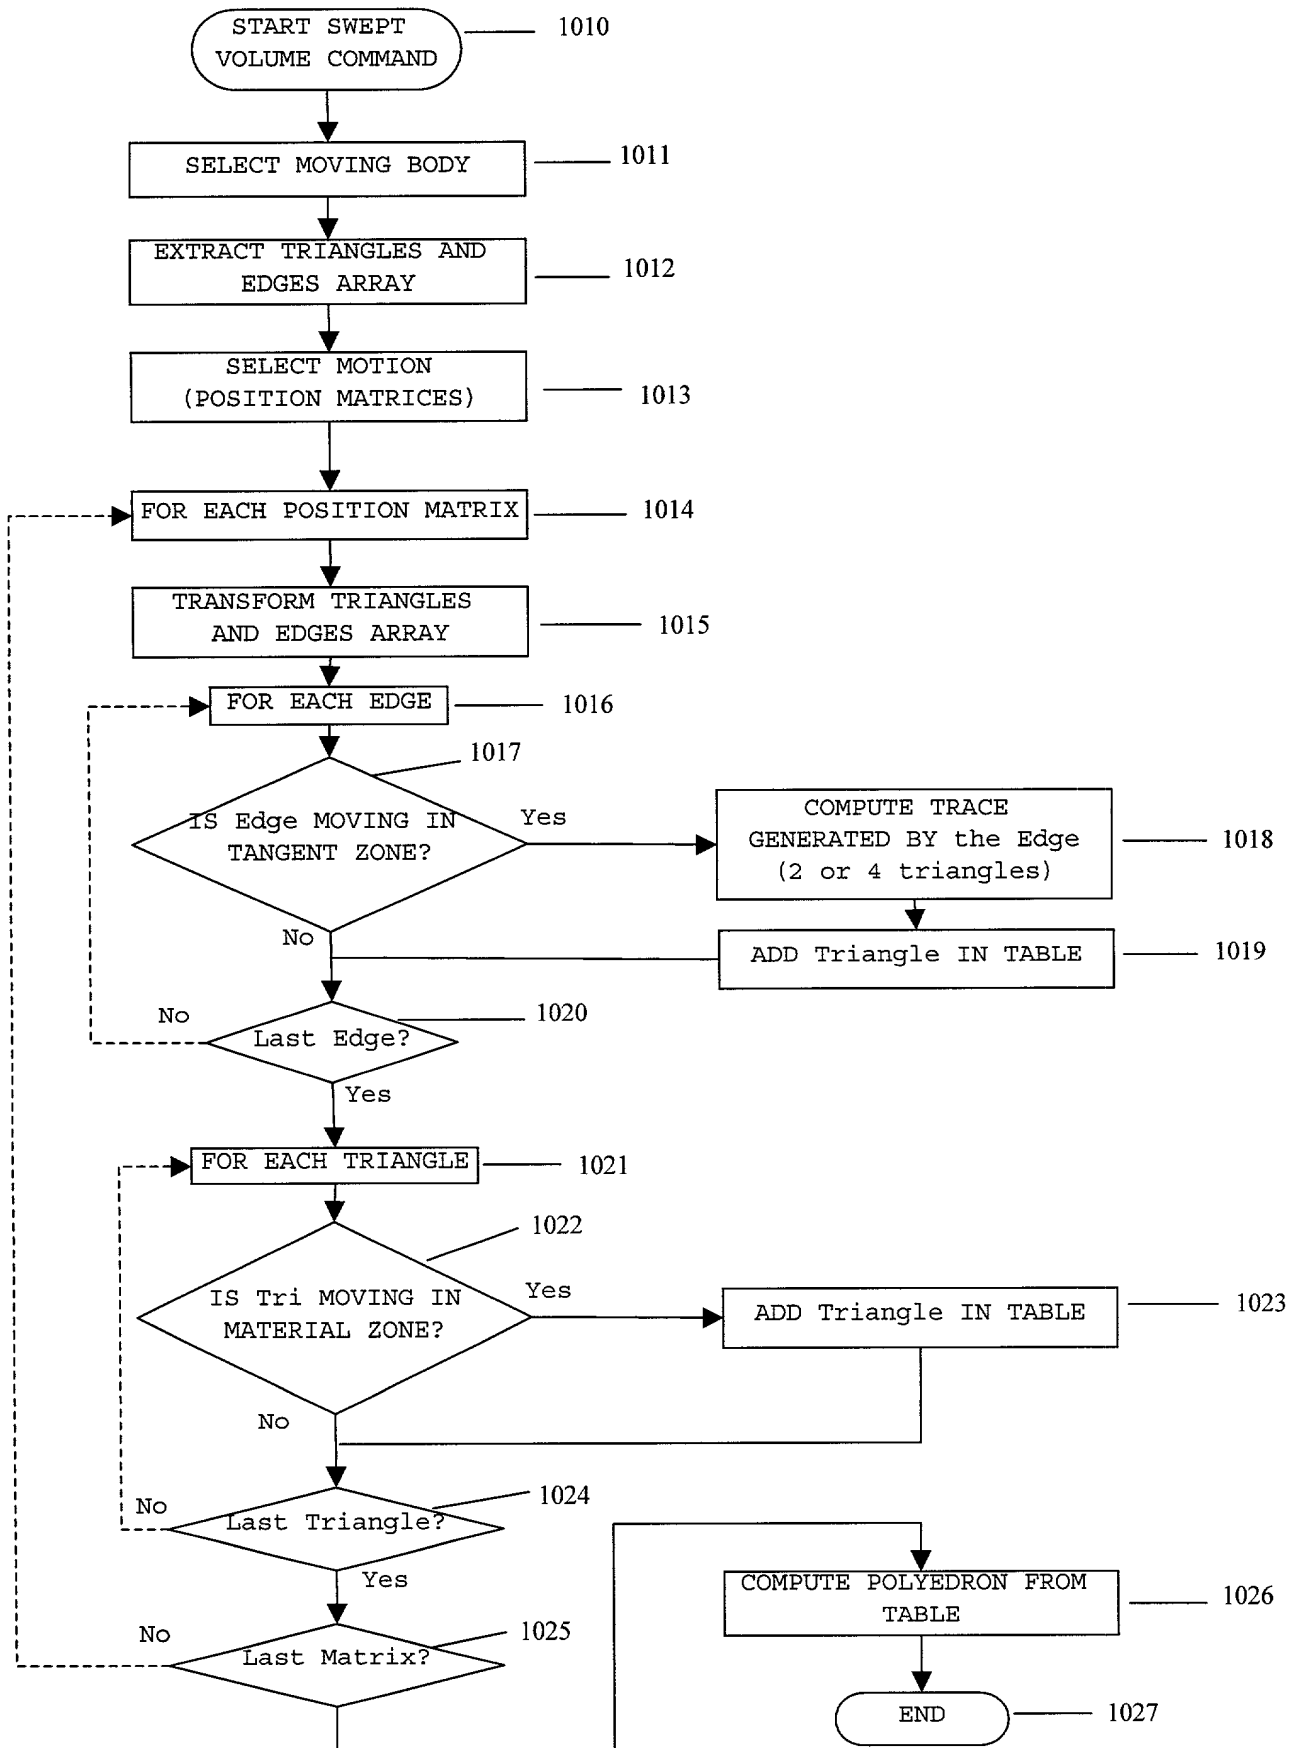 START SWEPT
VOLUME COMMAND
1010
SELECT MOVING BODY
1011
EXTRACT TRIANGLES AND
EDGES ARRAY
1012
SELECT MOTION
(POSITION MATRICES)
1013
FOR EACH POSITION MATRIX
1014
TRANSFORM TRIANGLES
AND EDGES ARRAY
1015
FOR EACH EDGE
1016
1017
IS Edge MOVING IN
TANGENT ZONE?
Yes
COMPUTE TRACE
GENERATED BY the Edge
(2 or 4 triangles)
1018
No
ADD Triangle IN TABLE
1019
No
Last Edge?
1020
Yes
FOR EACH TRIANGLE
1021
1022
IS Tri MOVING IN
MATERIAL ZONE?
Yes
ADD Triangle IN TABLE
1023
No
No
Last Triangle?
1024
Yes
COMPUTE POLYEDRON FROM
TABLE
1026
No
Last Matrix?
1025
END
1027